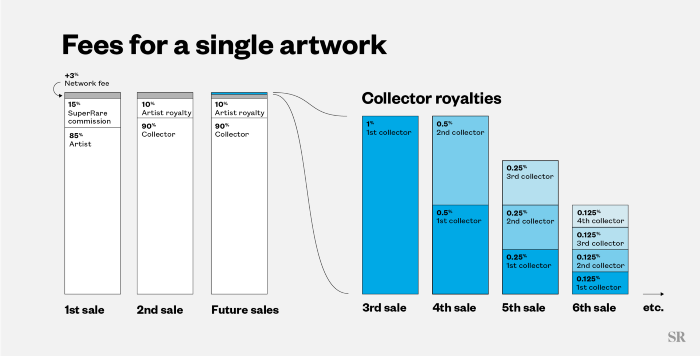 Fees for a single artwork
+3%
Network fee
15%
SuperRare
commission
85%
Artist
1st sale
10%
Artist royalty
90%
Collector
2nd sale
10%
Artist royalty
90%
Collector
Future sales
Collector royalties
1%
1st collector
3rd sale
0.5%
2nd collector
0.5%
1st collector
4th sale
0.25%
3rd collector
0.25%
2nd collector
0.25%
1st collector
5th sale
0.125%
4th collector
0.125%
3rd collector
0.125%
2nd collector
0.125%
1st collector
6th sale
etc.
SR